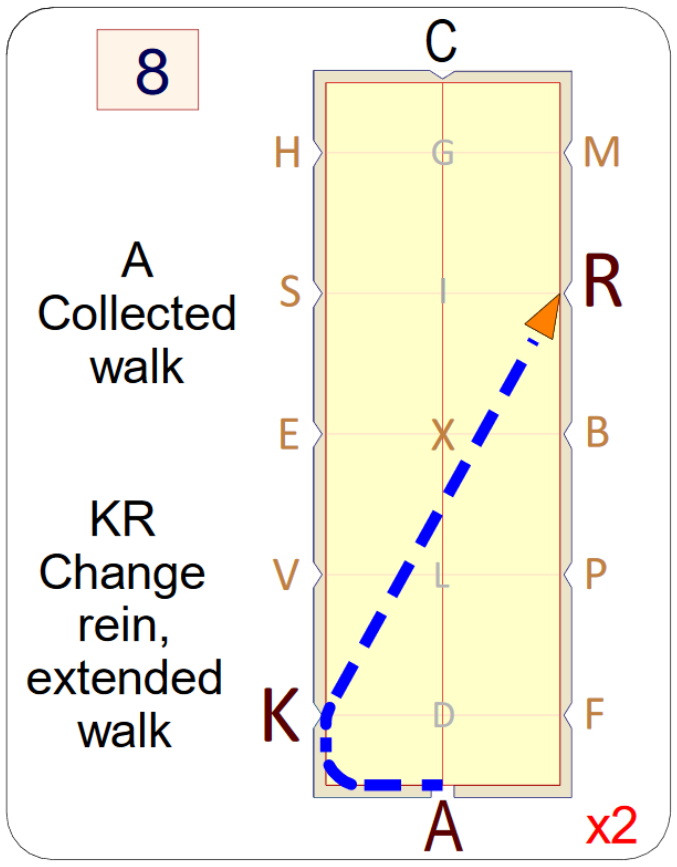 8
C
H G M
A
Collected
walk
S I R
E X B
KR
Change
rein,
extended
walk
V L P
K D F
A
x2